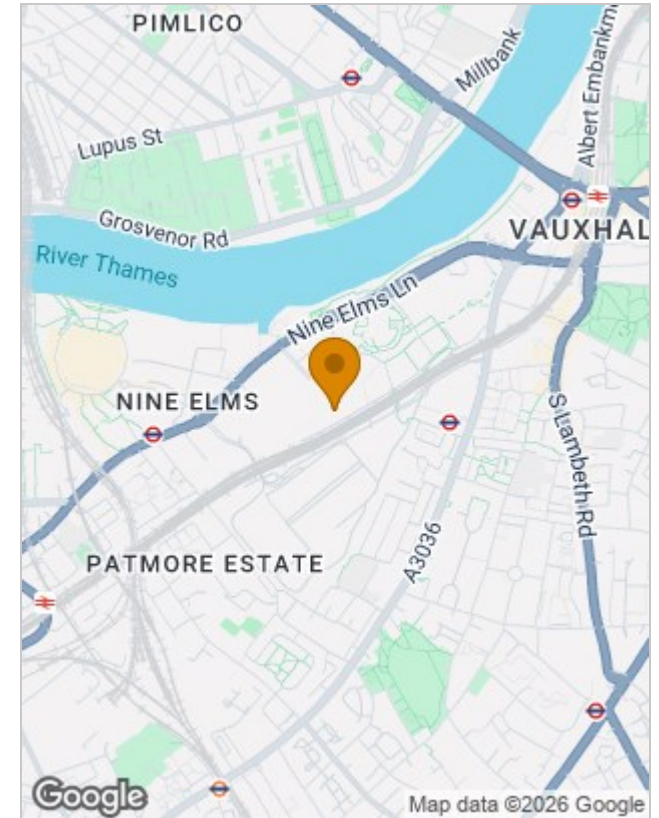 PIMLICO
Millbank
Albert Embankm
Lupus St
Grosvenor Rd
VAUXHAL
River Thames
Nine Elms Ln
NINE ELMS
S Lambeth Rd
A3036
PATMORE ESTATE
Google
Map data ©2026 Google